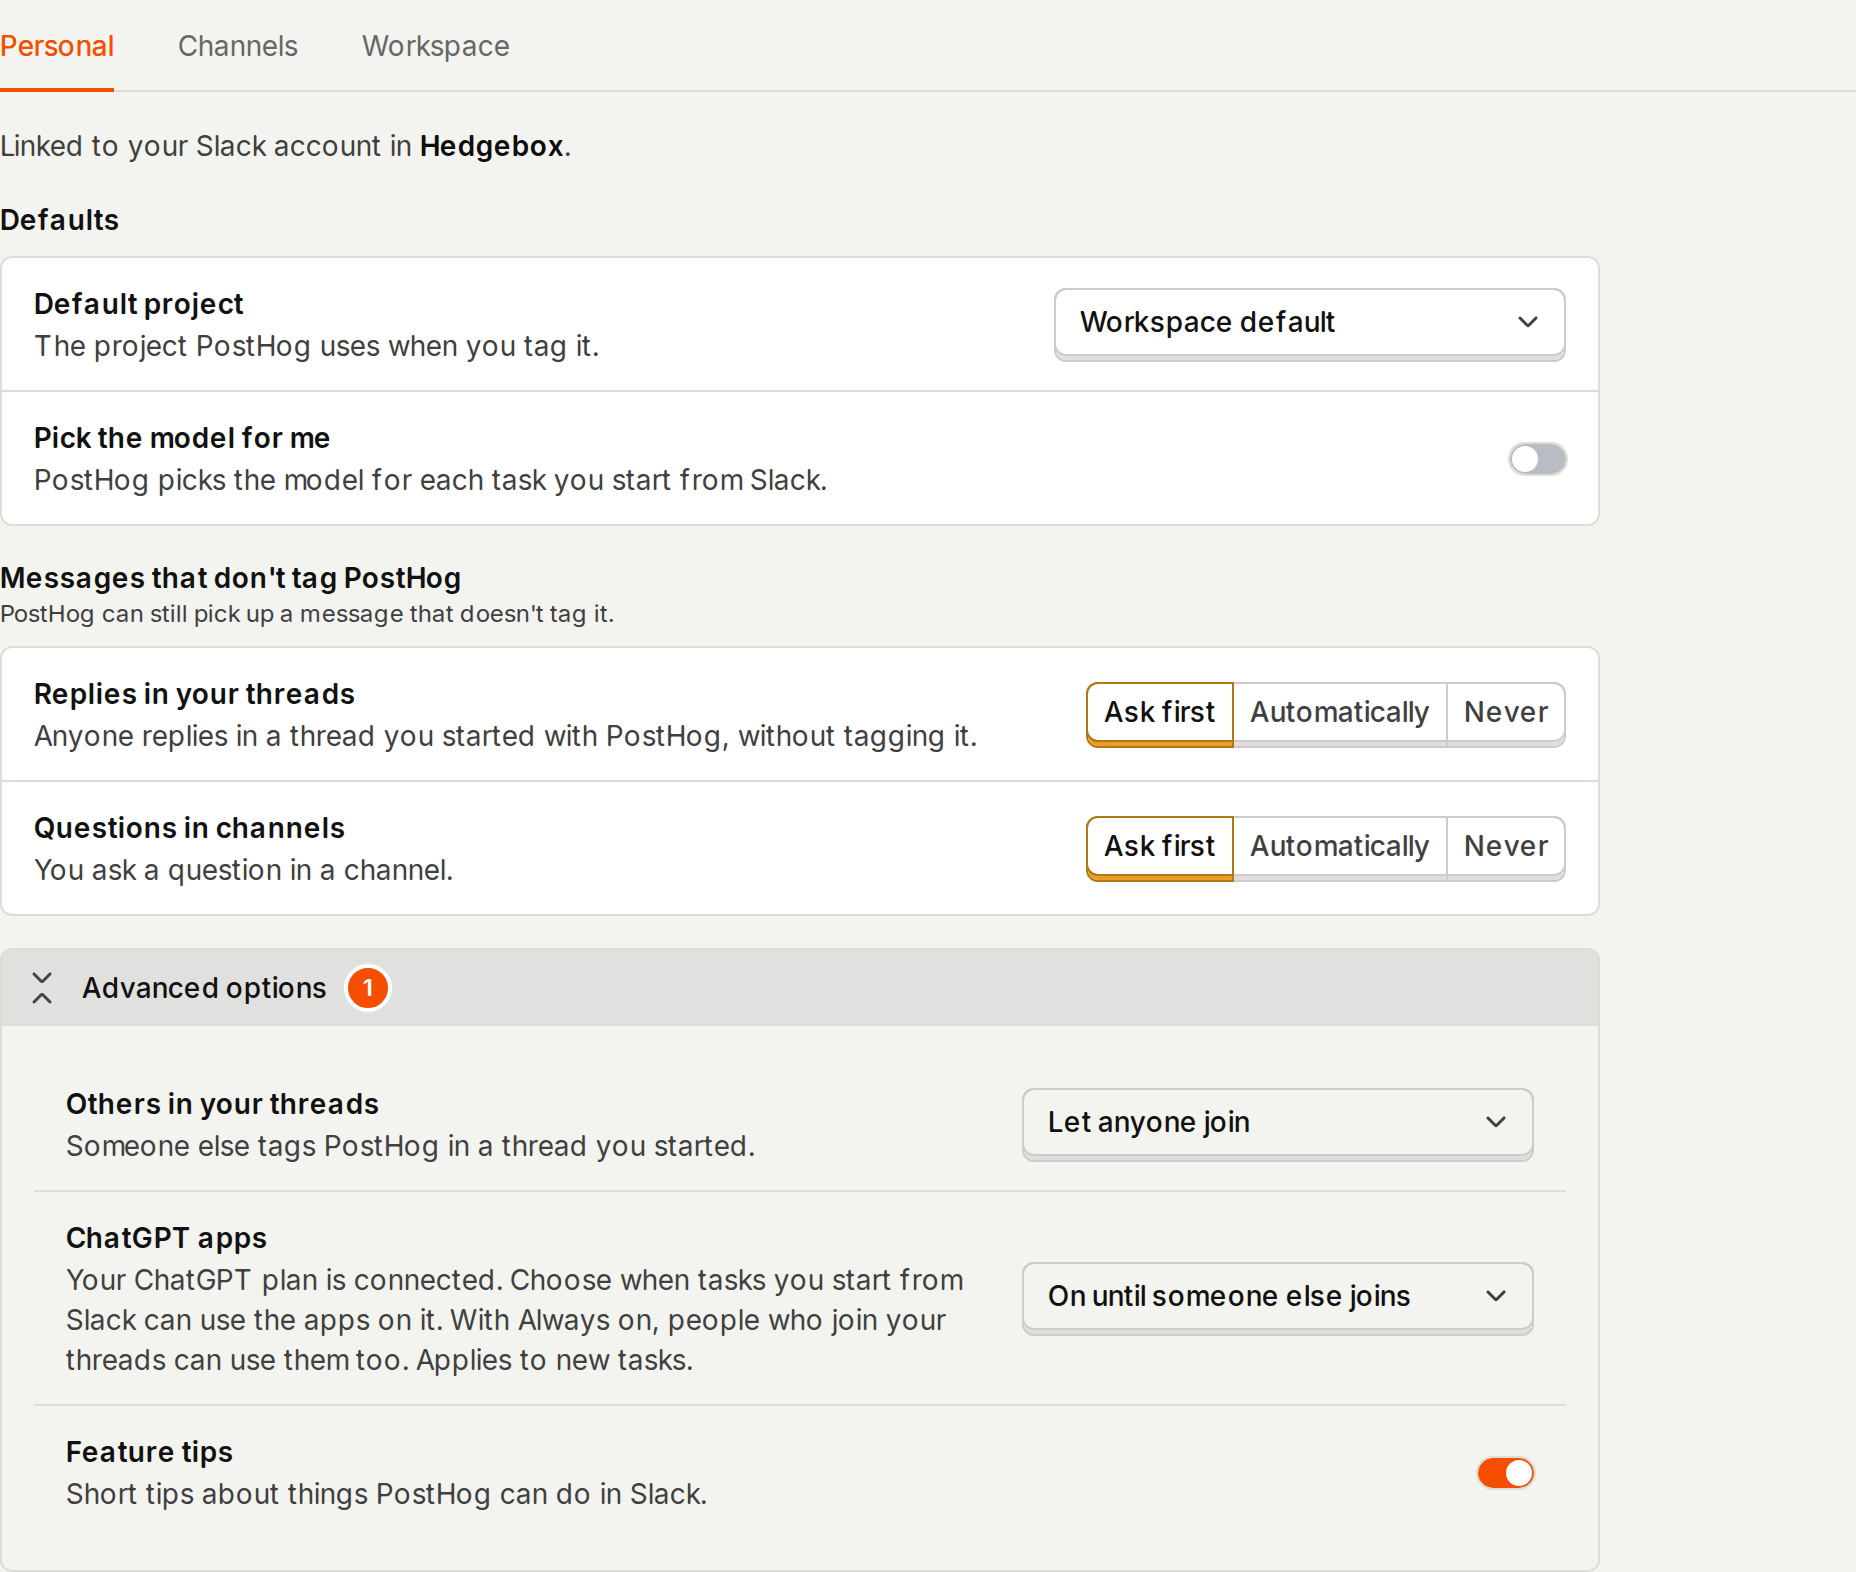 Personal
Channels
Workspace
Linked to your Slack account in Hedgebox.
Defaults
Default project
The project PostHog uses when you tag it.
Workspace default
Pick the model for me
PostHog picks the model for each task you start from Slack.
Messages that don't tag PostHog
PostHog can still pick up a message that doesn't tag it.
Replies in your threads
Anyone replies in a thread you started with PostHog, without tagging it.
Ask first
Automatically
Never
Questions in channels
You ask a question in a channel.
Ask first
Automatically
Never
Advanced options
1
Others in your threads
Someone else tags PostHog in a thread you started.
Let anyone join
ChatGPT apps
Your ChatGPT plan is connected. Choose when tasks you start from
Slack can use the apps on it. With Always on, people who join your
threads can use them too. Applies to new tasks.
On until someone else joins
Feature tips
Short tips about things PostHog can do in Slack.